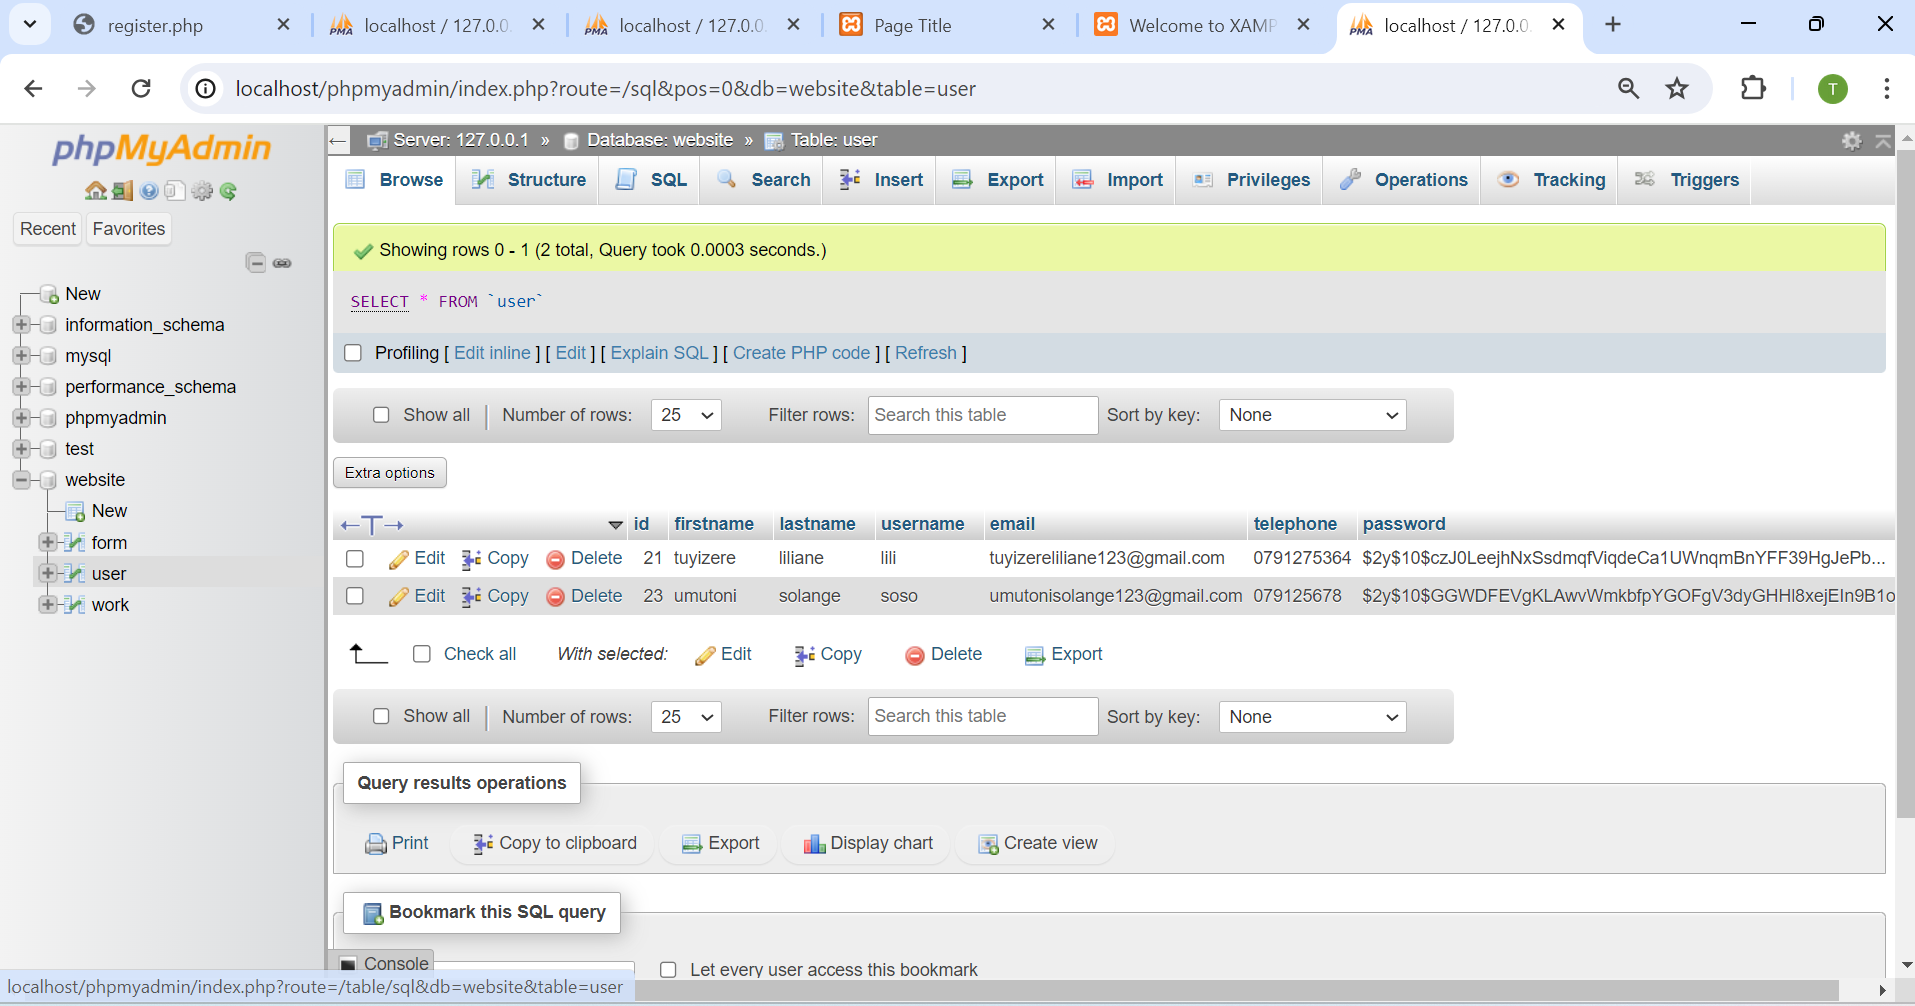 register.php
localhost / 127.0.0.
localhost / 127.0.0.
Page Title
Welcome to XAMP
localhost / 127.0.0.
localhost/phpmyadmin/index.php?route=/sql&pos=0&db=website&table=user
T
phpMyAdmin
Recent Favorites
New
information_schema
mysql
performance_schema
phpmyadmin
test
website
New
form
user
work
Server: 127.0.0.1 » Database: website » Table: user
Browse Structure SQL Search Insert Export Import Privileges Operations Tracking Triggers
Showing rows 0 - 1 (2 total, Query took 0.0003 seconds.)
SELECT * FROM `user`
Profiling [ Edit inline ] [ Edit ] [ Explain SQL ] [ Create PHP code ] [ Refresh ]
Show all Number of rows: 25 Filter rows: Search this table Sort by key: None
Extra options
←T→ id firstname lastname username email telephone password
Edit Copy Delete 21 tuyizere liliane lili tuyizereliliane123@gmail.com 0791275364 $2y$10$czJ0LeejhNxSsdmqfViqdeCa1UWnqmBnYFF39HgJePb...
Edit Copy Delete 23 umutoni solange soso umutonisolange123@gmail.com 079125678 $2y$10$GGWDFEVgKLAwvWmkbfpYGOFgV3dyGHHl8xejEIn9B1o
Check all With selected: Edit Copy Delete Export
Show all Number of rows: 25 Filter rows: Search this table Sort by key: None
Query results operations
Print Copy to clipboard Export Display chart Create view
Bookmark this SQL query
Console
Let every user access this bookmark
localhost/phpmyadmin/index.php?route=/table/sql&db=website&table=user